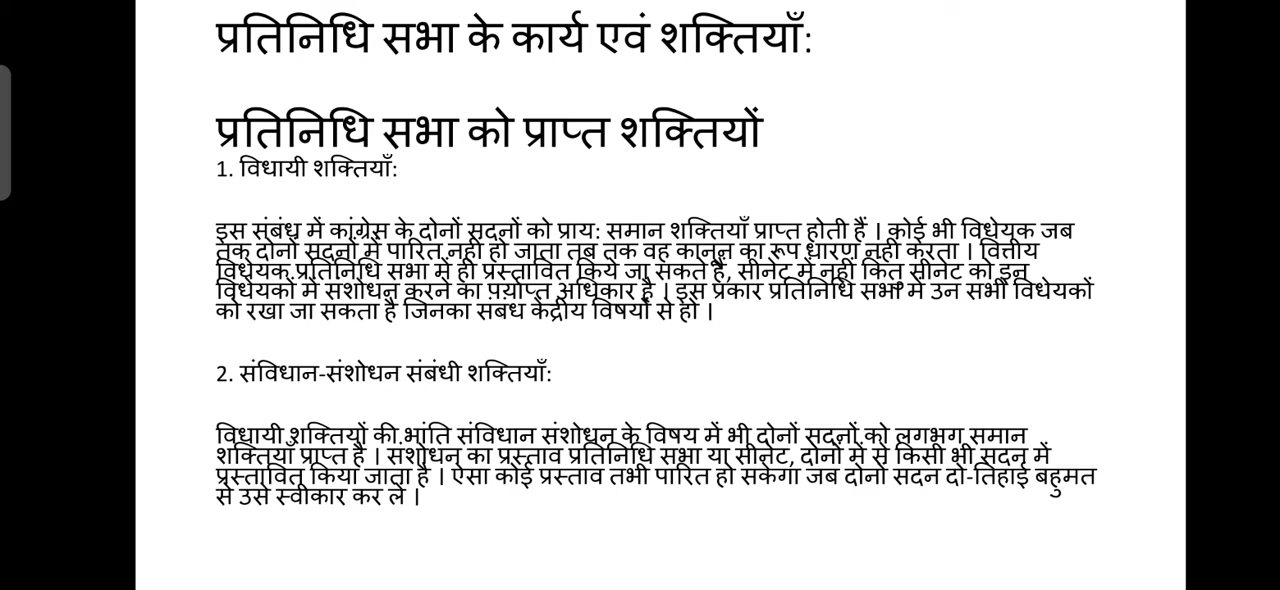 प्रतिनिधि सभा के कार्य एवं शक्तियाँ:
प्रतिनिधि सभा को प्राप्त शक्तियों
1. विधायी शक्तियाँ:
इस संबंध में कांग्रेस के दोनों सदनों को प्राय: समान शक्तियाँ प्राप्त होती हैं । कोई भी विधेयक जब
तक दोनों सदनों में पारित नहीं हो जाता तब तक वह कानून का रूप धारण नहीं करता । वित्तीय
विधेयक प्रतिनिधि सभा में ही प्रस्तावित किये जा सकते हैं, सीनेट में नहीं किंतु सीनेट को इन
विधेयकों में संशोधन करने का पर्याप्त अधिकार है । इस प्रकार प्रतिनिधि सभा में उन सभी विधेयकों
को रखा जा सकता है जिनका संबंध केंद्रीय विषयों से हो ।
2. संविधान-संशोधन संबंधी शक्तियाँ:
विधायी शक्तियों की भांति संविधान संशोधन के विषय में भी दोनों सदनों को लगभग समान
शक्तियाँ प्राप्त हैं । संशोधन का प्रस्ताव प्रतिनिधि सभा या सीनेट, दोनों में से किसी भी सदन में
प्रस्तावित किया जाता है । ऐसा कोई प्रस्ताव तभी पारित हो सकेगा जब दोनों सदन दो-तिहाई बहुमत
से उसे स्वीकार कर लें ।